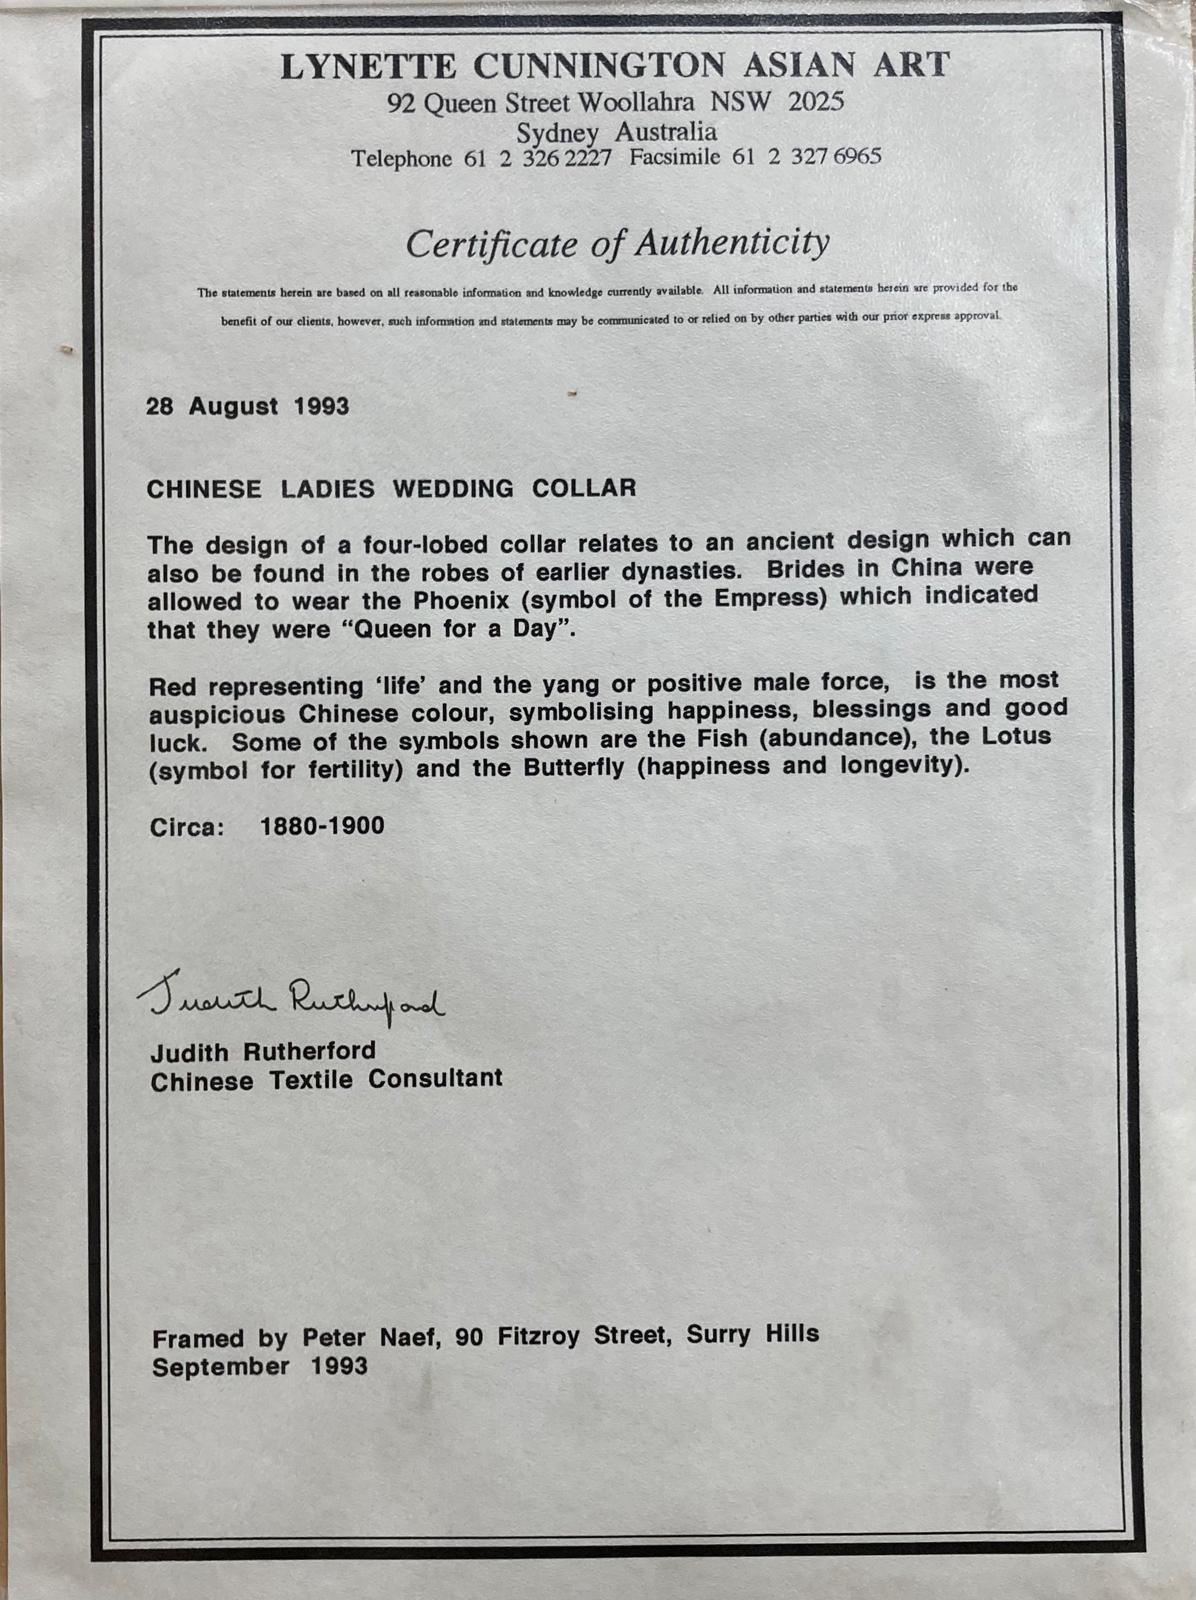 LYNETTE CUNNINGTON ASIAN ART
92 Queen Street Woollahra NSW 2025
Sydney Australia
Telephone 61 2 326 2227 Facsimile 61 2 327 6965
Certificate of Authenticity
The statements herein are based on all reasonable information and knowledge currently available. All information and statements herein are provided for the
benefit of our clients, however, such information and statements may be communicated to or relied on by other parties with our prior express approval.
28 August 1993
CHINESE LADIES WEDDING COLLAR
The design of a four-lobed collar relates to an ancient design which can
also be found in the robes of earlier dynasties. Brides in China were
allowed to wear the Phoenix (symbol of the Empress) which indicated
that they were “Queen for a Day”.
Red representing ‘life’ and the yang or positive male force, is the most
auspicious Chinese colour, symbolising happiness, blessings and good
luck. Some of the symbols shown are the Fish (abundance), the Lotus
(symbol for fertility) and the Butterfly (happiness and longevity).
Circa: 1880-1900
Judith Rutherford
Judith Rutherford
Chinese Textile Consultant
Framed by Peter Naef, 90 Fitzroy Street, Surry Hills
September 1993